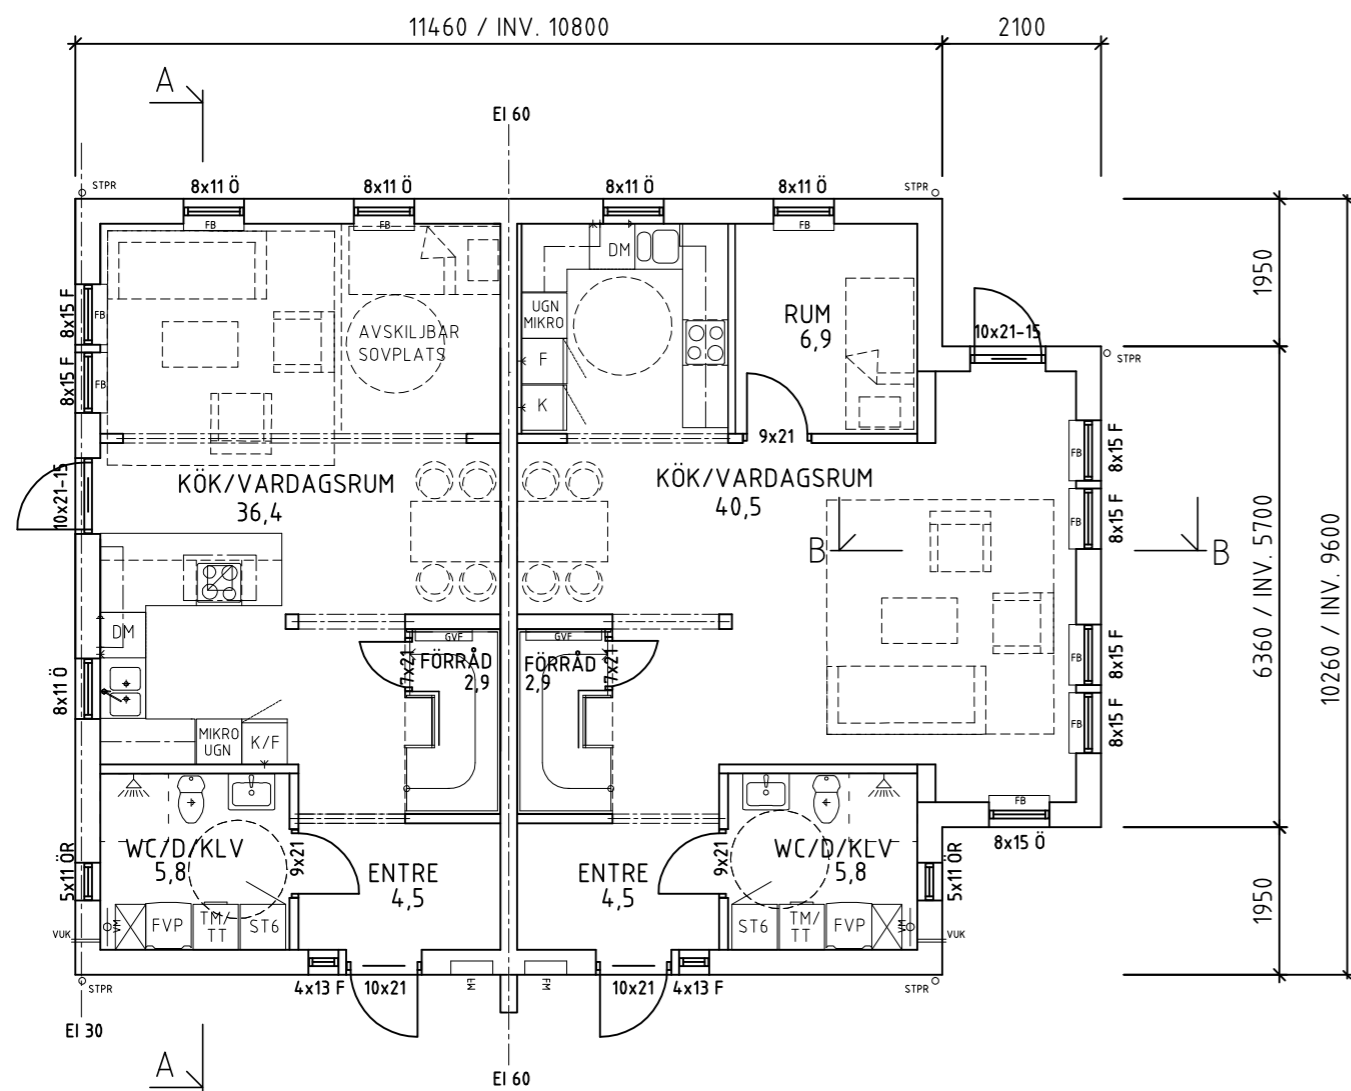 11460 / INV. 10800
2100
A
EI 60
STPR
8x11 Ö
8x11 Ö
8x11 Ö
8x11 Ö
STPR
FB
FB
FB
DM
8x15 F
FB
UGN
MIKRO
RUM
6,9
AVSKILJBAR
SOVPLATS
10x21-15
STPR
1950
8x15 F
FB
F
K
9x21
FB
8x15 F
KÖK/VARDAGSRUM
36,4
KÖK/VARDAGSRUM
40,5
10x21-15
FB
8x15 F
B
B
6360 / INV. 5700
10260 / INV. 9600
DM
GVF
GVF
7x21
FÖRRÅD
2,9
FÖRRÅD
2,9
7x21
FB
8x15 F
8x11 Ö
FB
8x15 F
MIKRO
UGN
K/F
FB
8x15 Ö
WC/D/KLV
5,8
9x21
ENTRE
4,5
ENTRE
4,5
9x21
WC/D/KLV
5,8
5x11 ÖR
5x11 ÖR
1950
VUK
FVP
TM/
TT
ST6
ST6
TM/
TT
FVP
VUK
STPR
4x13 F
10x21
10x21
4x13 F
STPR
EI 30
EI 60
A